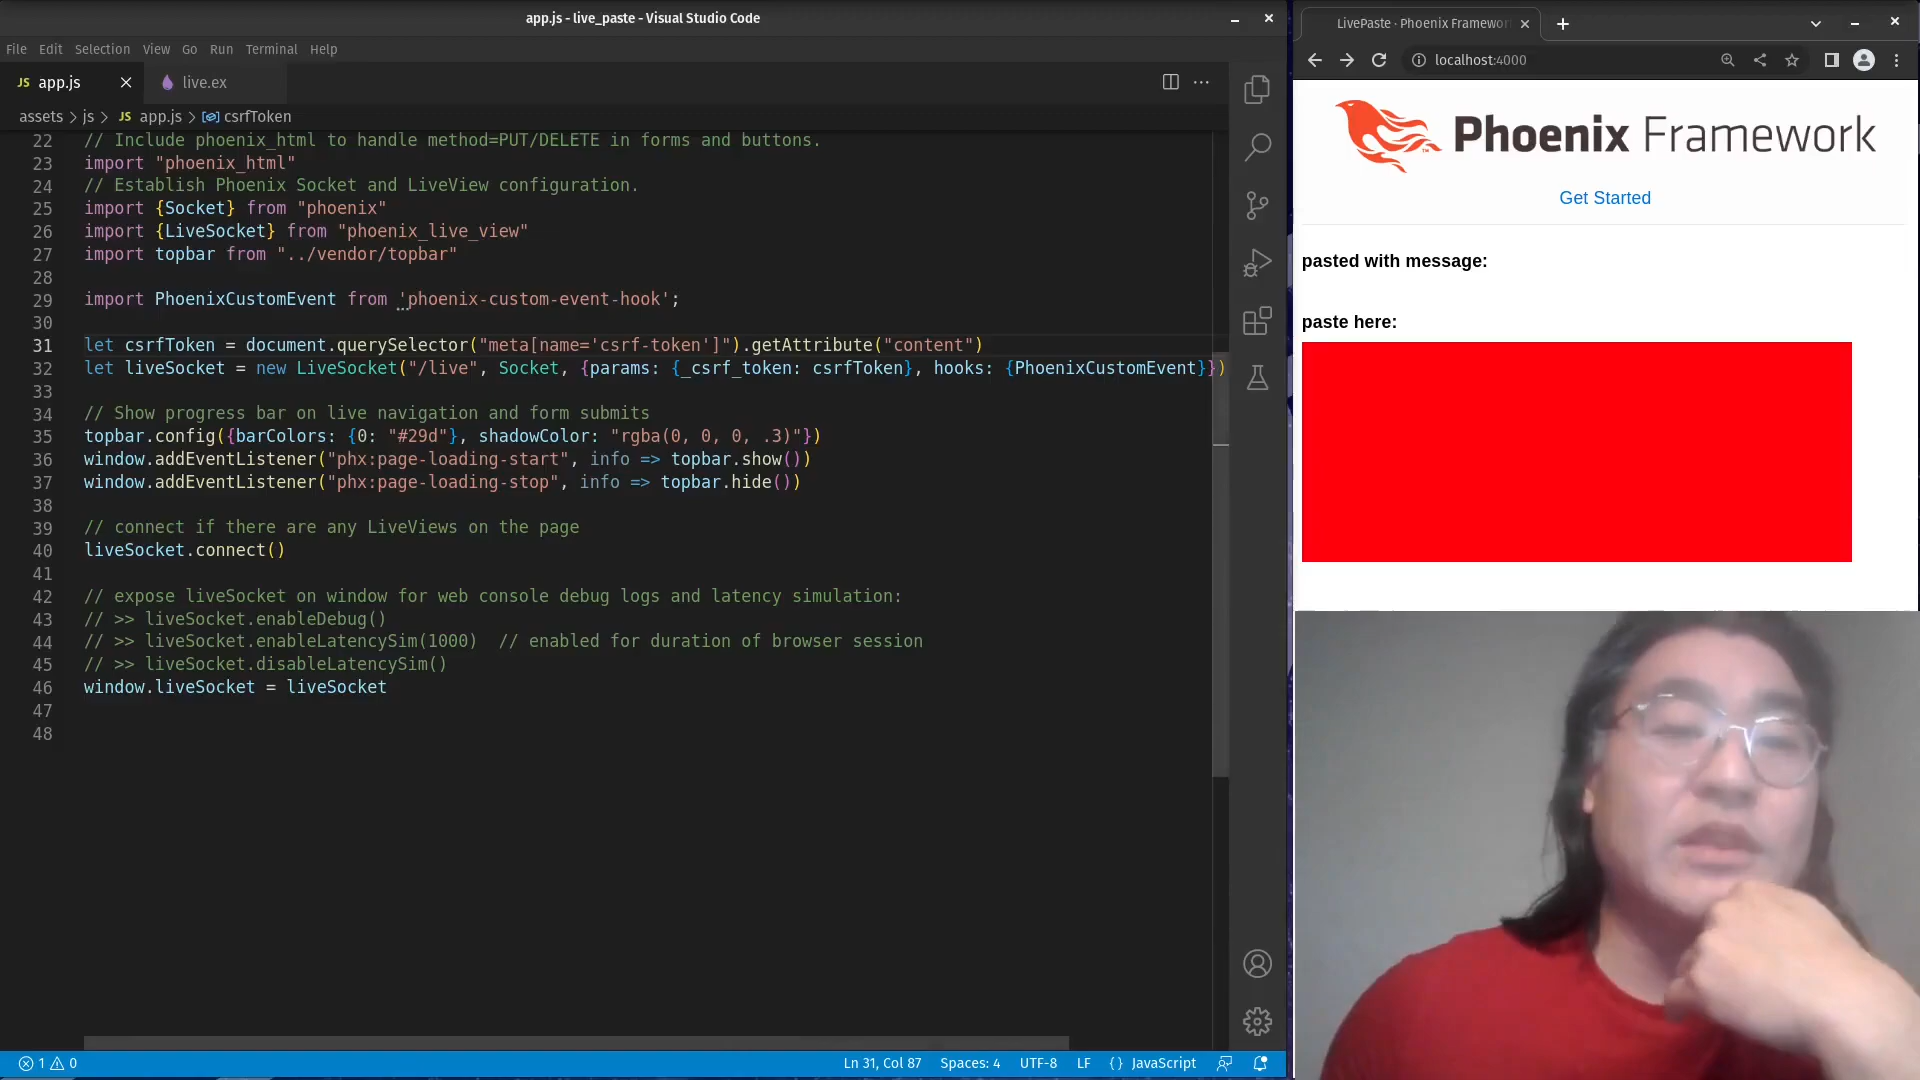 app.js - live_paste - Visual Studio Code
File Edit Selection View Go Run Terminal Help
JS app.js
live.ex
assets > js > JS app.js > csrfToken
22 // Include phoenix_html to handle method=PUT/DELETE in forms and buttons.
23 import "phoenix_html"
24 // Establish Phoenix Socket and LiveView configuration.
25 import {Socket} from "phoenix"
26 import {LiveSocket} from "phoenix_live_view"
27 import topbar from "../vendor/topbar"
28
29 import PhoenixCustomEvent from 'phoenix-custom-event-hook';
30
31 let csrfToken = document.querySelector("meta[name='csrf-token']").getAttribute("content")
32 let liveSocket = new LiveSocket("/live", Socket, {params: {_csrf_token: csrfToken}, hooks: {PhoenixCustomEvent}})
33
34 // Show progress bar on live navigation and form submits
35 topbar.config({barColors: {0: "#29d"}, shadowColor: "rgba(0, 0, 0, .3)"})
36 window.addEventListener("phx:page-loading-start", info => topbar.show())
37 window.addEventListener("phx:page-loading-stop", info => topbar.hide())
38
39 // connect if there are any LiveViews on the page
40 liveSocket.connect()
41
42 // expose liveSocket on window for web console debug logs and latency simulation:
43 // >> liveSocket.enableDebug()
44 // >> liveSocket.enableLatencySim(1000)  // enabled for duration of browser session
45 // >> liveSocket.disableLatencySim()
46 window.liveSocket = liveSocket
47
48
1 0
Ln 31, Col 87 Spaces: 4 UTF-8 LF {} JavaScript
LivePaste · Phoenix Framewor
localhost:4000
Phoenix Framework
Get Started
pasted with message:
paste here: